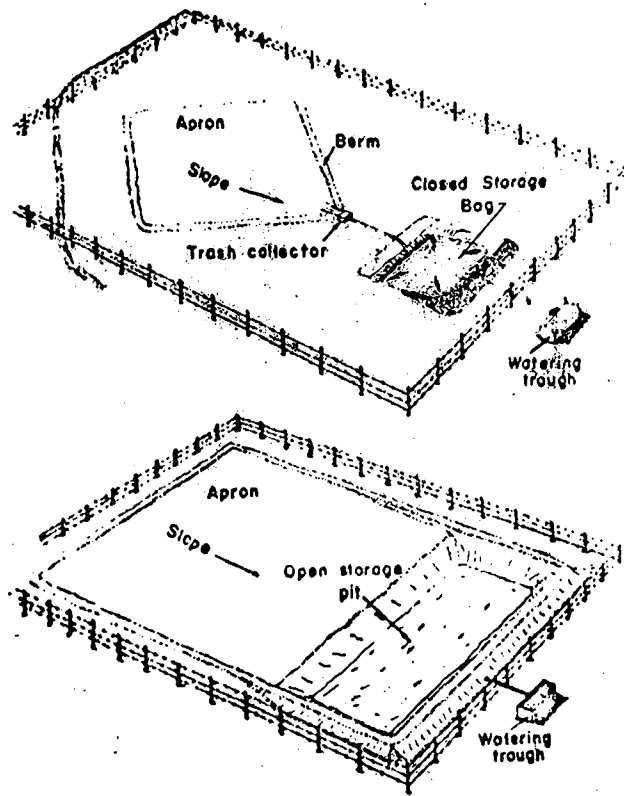 Apron
Berm
Slope
Closed Storage
Bag
Trash collector
Watering
trough
Apron
Slope
Open storage
pit
Watering
trough